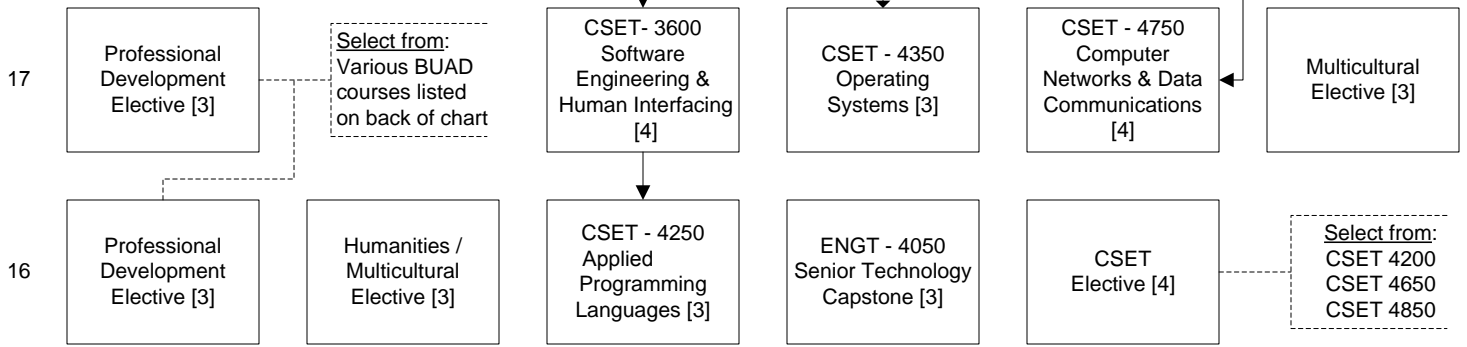 17
Professional
Development
Elective [3]
Select from:
Various BUAD
courses listed
on back of chart
CSET- 3600
Software
Engineering &
Human Interfacing
[4]
CSET - 4350
Operating
Systems [3]
CSET - 4750
Computer
Networks & Data
Communications
[4]
Multicultural
Elective [3]
16
Professional
Development
Elective [3]
Humanities /
Multicultural
Elective [3]
CSET - 4250
Applied
Programming
Languages [3]
ENGT - 4050
Senior Technology
Capstone [3]
CSET
Elective [4]
Select from:
CSET 4200
CSET 4650
CSET 4850